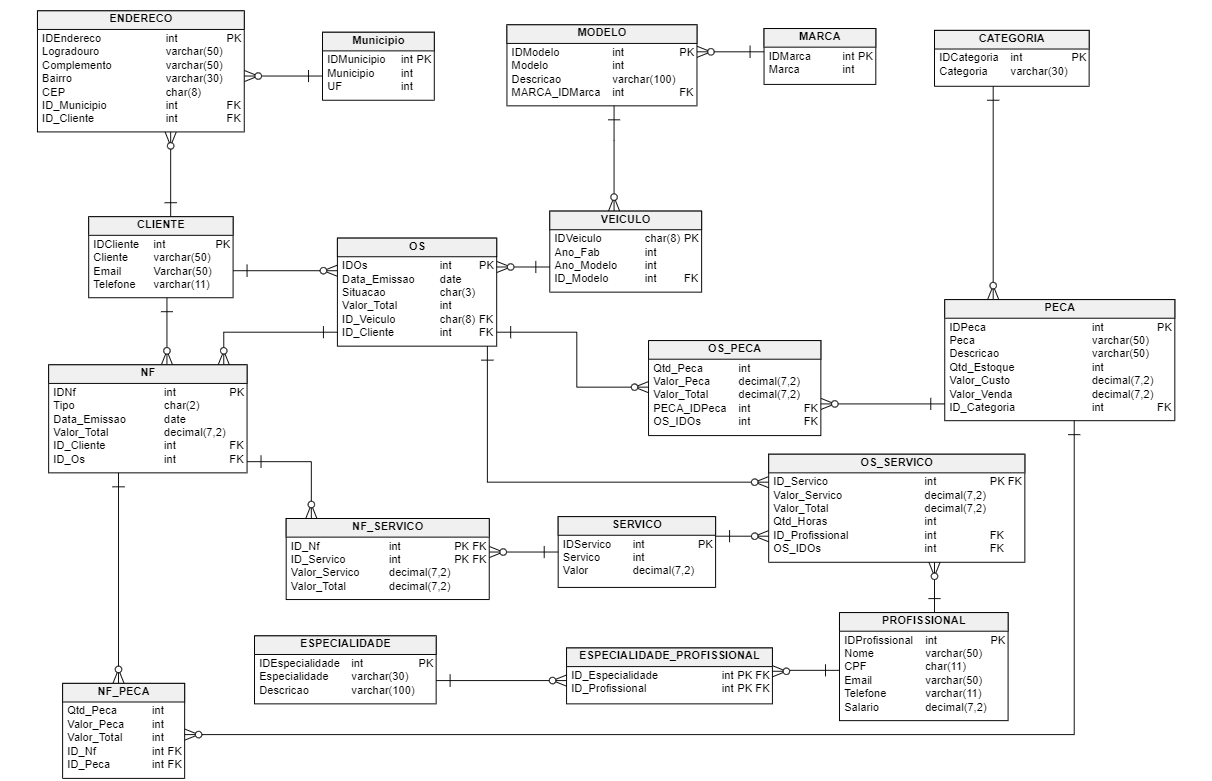 ENDERECO
IDEndereco int PK
Logradouro varchar(50)
Complemento varchar(50)
Bairro varchar(30)
CEP char(8)
ID_Municipio int FK
ID_Cliente int FK
Municipio
IDMunicipio int PK
Municipio int
UF int
MODELO
IDModelo int PK
Modelo int
Descricao varchar(100)
MARCA_IDMarca int FK
MARCA
IDMarca int PK
Marca int
CATEGORIA
IDCategoria int PK
Categoria varchar(30)
CLIENTE
IDCliente int PK
Cliente varchar(50)
Email Varchar(50)
Telefone varchar(11)
OS
IDOs int PK
Data_Emissao date
Situacao char(3)
Valor_Total int
ID_Veiculo char(8) FK
ID_Cliente int FK
VEICULO
IDVeiculo char(8) PK
Ano_Fab int
Ano_Modelo int
ID_Modelo int FK
PECA
IDPeca int PK
Peca varchar(50)
Descricao varchar(50)
Qtd_Estoque int
Valor_Custo decimal(7,2)
Valor_Venda decimal(7,2)
ID_Categoria int FK
OS_PECA
Qtd_Peca int
Valor_Peca decimal(7,2)
Valor_Total decimal(7,2)
PECA_IDPeca int FK
OS_IDOs int FK
NF
IDNf int PK
Tipo char(2)
Data_Emissao date
Valor_Total decimal(7,2)
ID_Cliente int FK
ID_Os int FK
OS_SERVICO
ID_Servico int PK FK
Valor_Servico decimal(7,2)
Valor_Total decimal(7,2)
Qtd_Horas int
ID_Profissional int FK
OS_IDOs int FK
NF_SERVICO
ID_Nf int PK FK
ID_Servico int PK FK
Valor_Servico decimal(7,2)
Valor_Total decimal(7,2)
SERVICO
IDServico int PK
Servico int
Valor decimal(7,2)
PROFISSIONAL
IDProfissional int PK
Nome varchar(50)
CPF char(11)
Email varchar(50)
Telefone varchar(11)
Salario decimal(7,2)
ESPECIALIDADE
IDEspecialidade int PK
Especialidade varchar(30)
Descricao varchar(100)
ESPECIALIDADE_PROFISSIONAL
ID_Especialidade int PK FK
ID_Profissional int PK FK
NF_PECA
Qtd_Peca int
Valor_Peca int
Valor_Total int
ID_Nf int FK
ID_Peca int FK